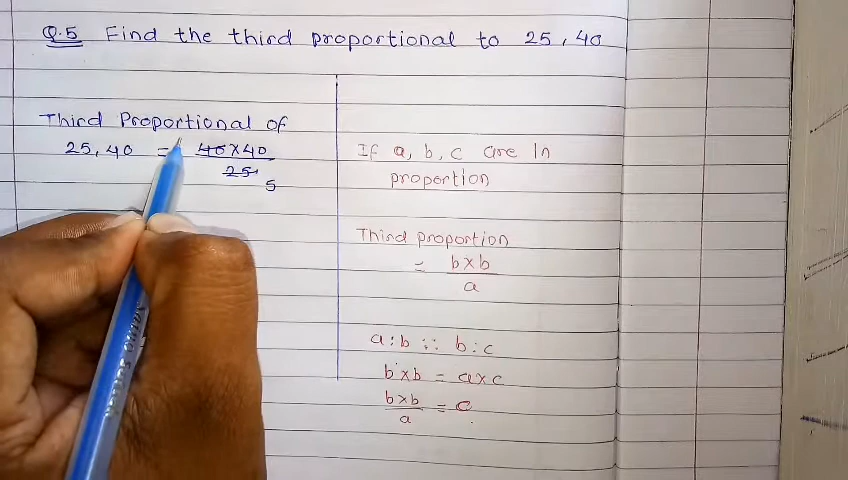 Q.5 Find the third proportional to 25, 40
Third Proportional of
25, 40 = 40 × 40
25
5
If a, b, c are in
proportion
Third proportion
= b × b
a
a : b :: b : c
b × b = a × c
b × b = c
a